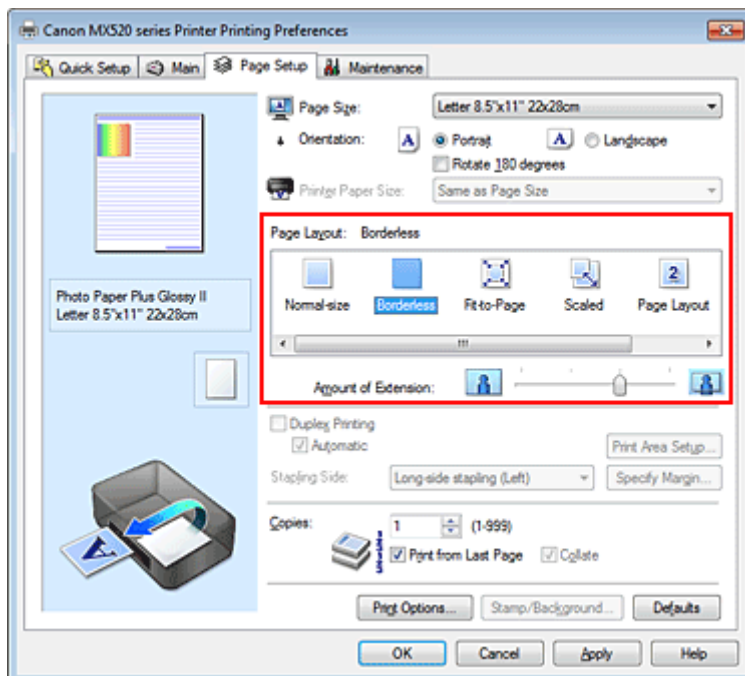 Canon MX520 series Printer Printing Preferences
Quick Setup
Main
Page Setup
Maintenance
Page Size:
Letter 8.5"x11" 22x28cm
Orientation:
A
Portrait
A
Landscape
Rotate 180 degrees
Printer Paper Size:
Same as Page Size
Page Layout: Borderless
Normal-size
Borderless
Fit-to-Page
Scaled
2
Page Layout
Amount of Extension:
Photo Paper Plus Glossy II
Letter 8.5"x11" 22x28cm
Duplex Printing
Automatic
Print Area Setup...
Stapling Side:
Long-side stapling (Left)
Specify Margin...
Copies:
1
(1-999)
Print from Last Page
Collate
A
Print Options...
Stamp/Background...
Defaults
OK
Cancel
Apply
Help